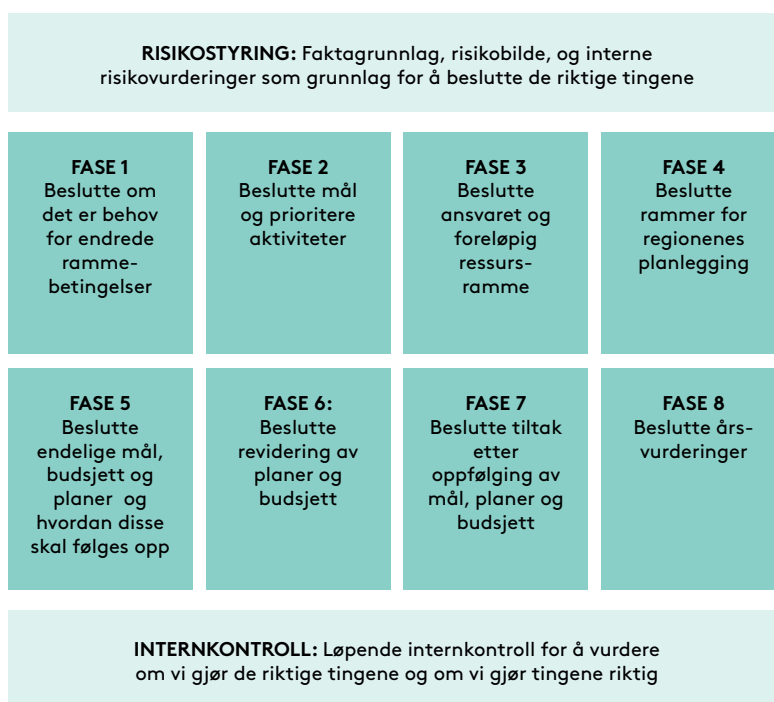 RISIKOSTYRING: Faktagrunnlag, risikobilde, og interne
risikovurderinger som grunnlag for å beslutte de riktige tingene
FASE 1
Beslutte om
det er behov
for endrede
ramme-
betingelser
FASE 2
Beslutte mål
og prioritere
aktiviteter
FASE 3
Beslutte
ansvaret og
foreløpig
ressurs-
ramme
FASE 4
Beslutte
rammer for
regionenes
planlegging
FASE 5
Beslutte
endelige mål,
budsjett og
planer og
hvordan disse
skal følges opp
FASE 6:
Beslutte
revidering av
planer og
budsjett
FASE 7
Beslutte tiltak
etter
oppfølging av
mål, planer og
budsjett
FASE 8
Beslutte års-
vurderinger
INTERNKONTROLL: Løpende internkontroll for å vurdere
om vi gjør de riktige tingene og om vi gjør tingene riktig